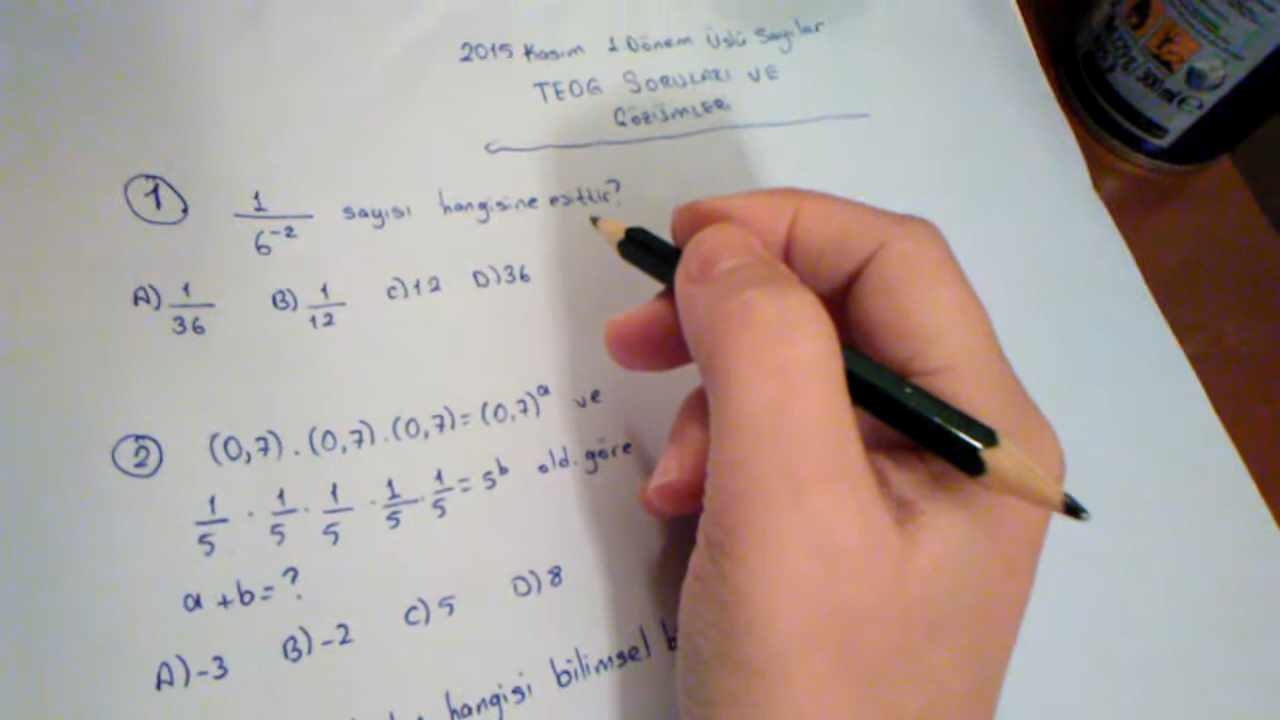 2015 Kasım 1 Dönem Üslü Sayılar
TEOG SORULARI VE
ÇÖZÜMLERİ
1 1/6⁻² sayısı hangisine eşittir?
A) 1/36 B) 1/12 C) 12 D) 36
2 (0,7).(0,7).(0,7)=(0,7)ᵃ ve
1/5 . 1/5 . 1/5 . 1/5 . 1/5 = 5ᵇ old. göre
a+b=?
A)-3 B)-2 C) 5 D) 8
hangisi bilimsel
300ml e